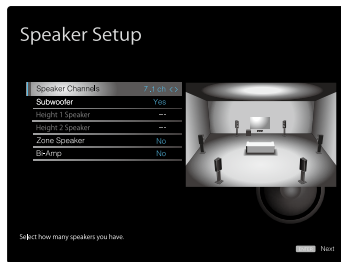 Speaker Setup
Speaker Channels 7.1 ch < >
Subwoofer Yes
Height 1 Speaker ---
Height 2 Speaker ---
Zone Speaker No
Bi-Amp No
Select how many speakers you have.
Next